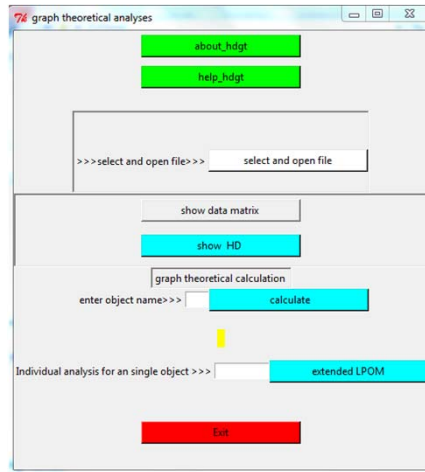 graph theoretical analyses
about_hdgt
help_hdgt
>>>select and open file>>> select and open file
show data matrix
show HD
graph theoretical calculation
enter object name>>> calculate
Individual analysis for an single object >>> extended LPOM
Exit